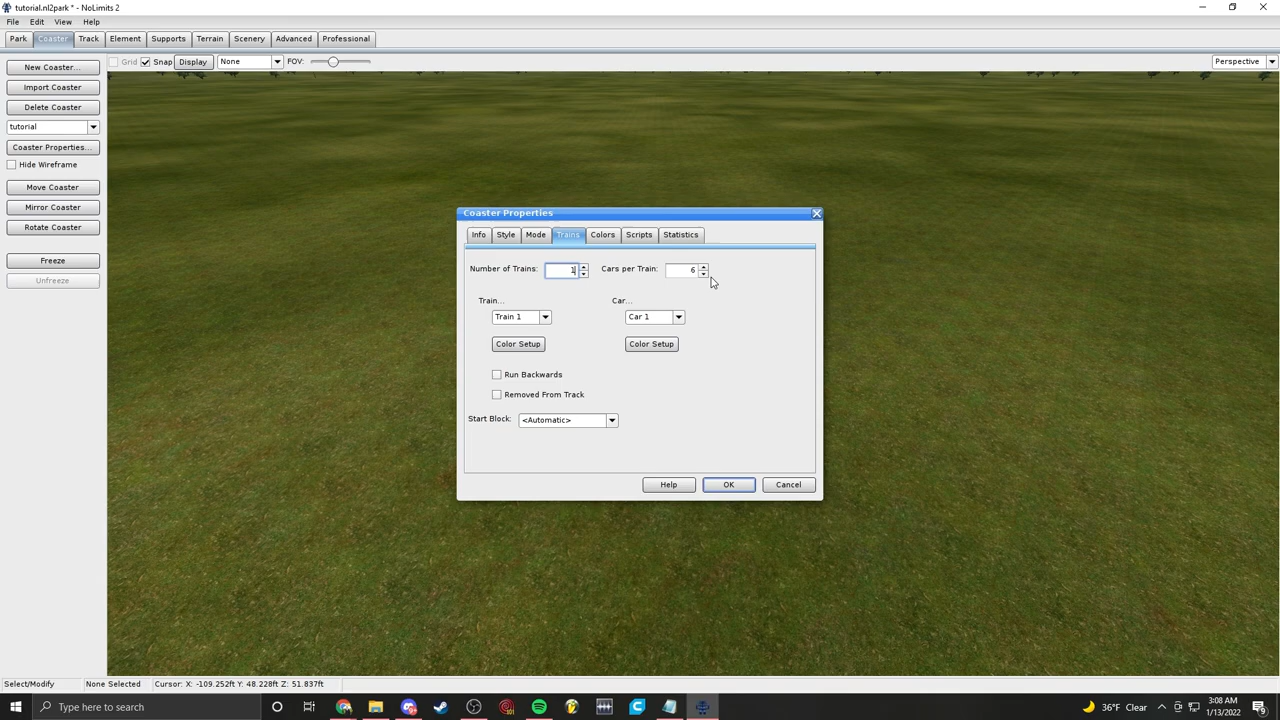 tutorial.nl2park * - NoLimits 2
File Edit View Help
Park Coaster Track Element Supports Terrain Scenery Advanced Professional
Grid Snap Display None FOV: Perspective
New Coaster...
Import Coaster
Delete Coaster
tutorial
Coaster Properties...
Hide Wireframe
Move Coaster
Mirror Coaster
Rotate Coaster
Freeze
Unfreeze
Coaster Properties
Info Style Mode Trains Colors Scripts Statistics
Number of Trains: 1 Cars per Train: 6
Train... Car...
Train 1 Car 1
Color Setup Color Setup
Run Backwards
Removed From Track
Start Block: <Automatic>
Help OK Cancel
Select/Modify None Selected Cursor: X: -109.252ft Y: 48.228ft Z: 51.837ft
Type here to search
36°F Clear
3:08 AM
1/13/2022